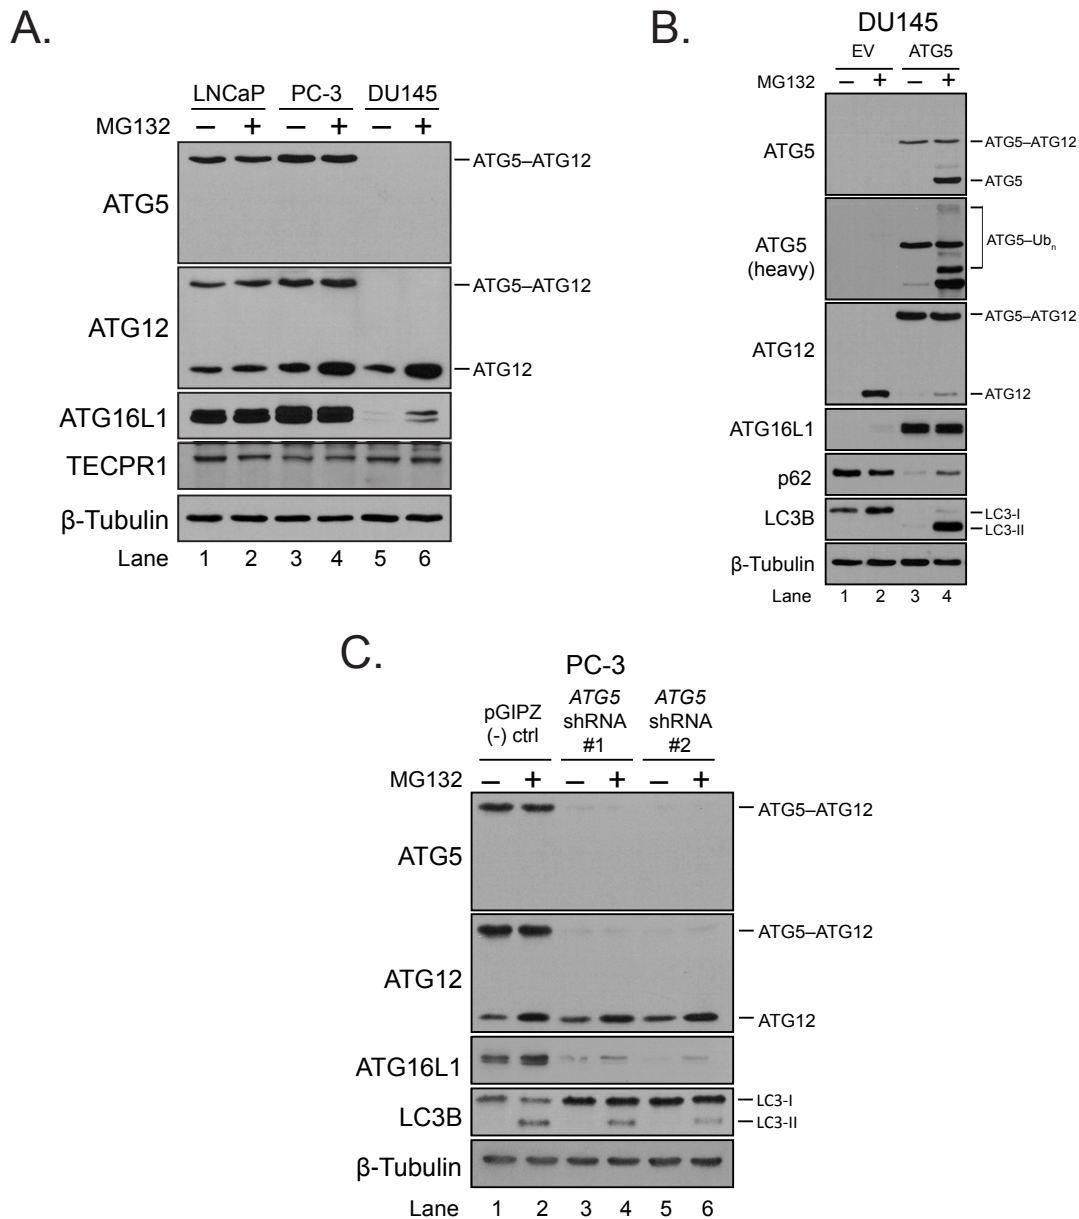 A.
LNCaP PC-3 DU145
MG132 – + – + – +
ATG5
ATG5–ATG12
ATG12
ATG5–ATG12
ATG12
ATG16L1
TECPR1
β-Tubulin
Lane 1 2 3 4 5 6
B.
DU145
EV ATG5
MG132 – + – +
ATG5
ATG5–ATG12
ATG5
ATG5
(heavy)
ATG5–Ubn
ATG12
ATG5–ATG12
ATG12
ATG16L1
p62
LC3B
LC3-I
LC3-II
β-Tubulin
Lane 1 2 3 4
C.
PC-3
pGIPZ
(-) ctrl
ATG5
shRNA
#1
ATG5
shRNA
#2
MG132 – + – + – +
ATG5
ATG5–ATG12
ATG12
ATG5–ATG12
ATG12
ATG16L1
LC3B
LC3-I
LC3-II
β-Tubulin
Lane 1 2 3 4 5 6